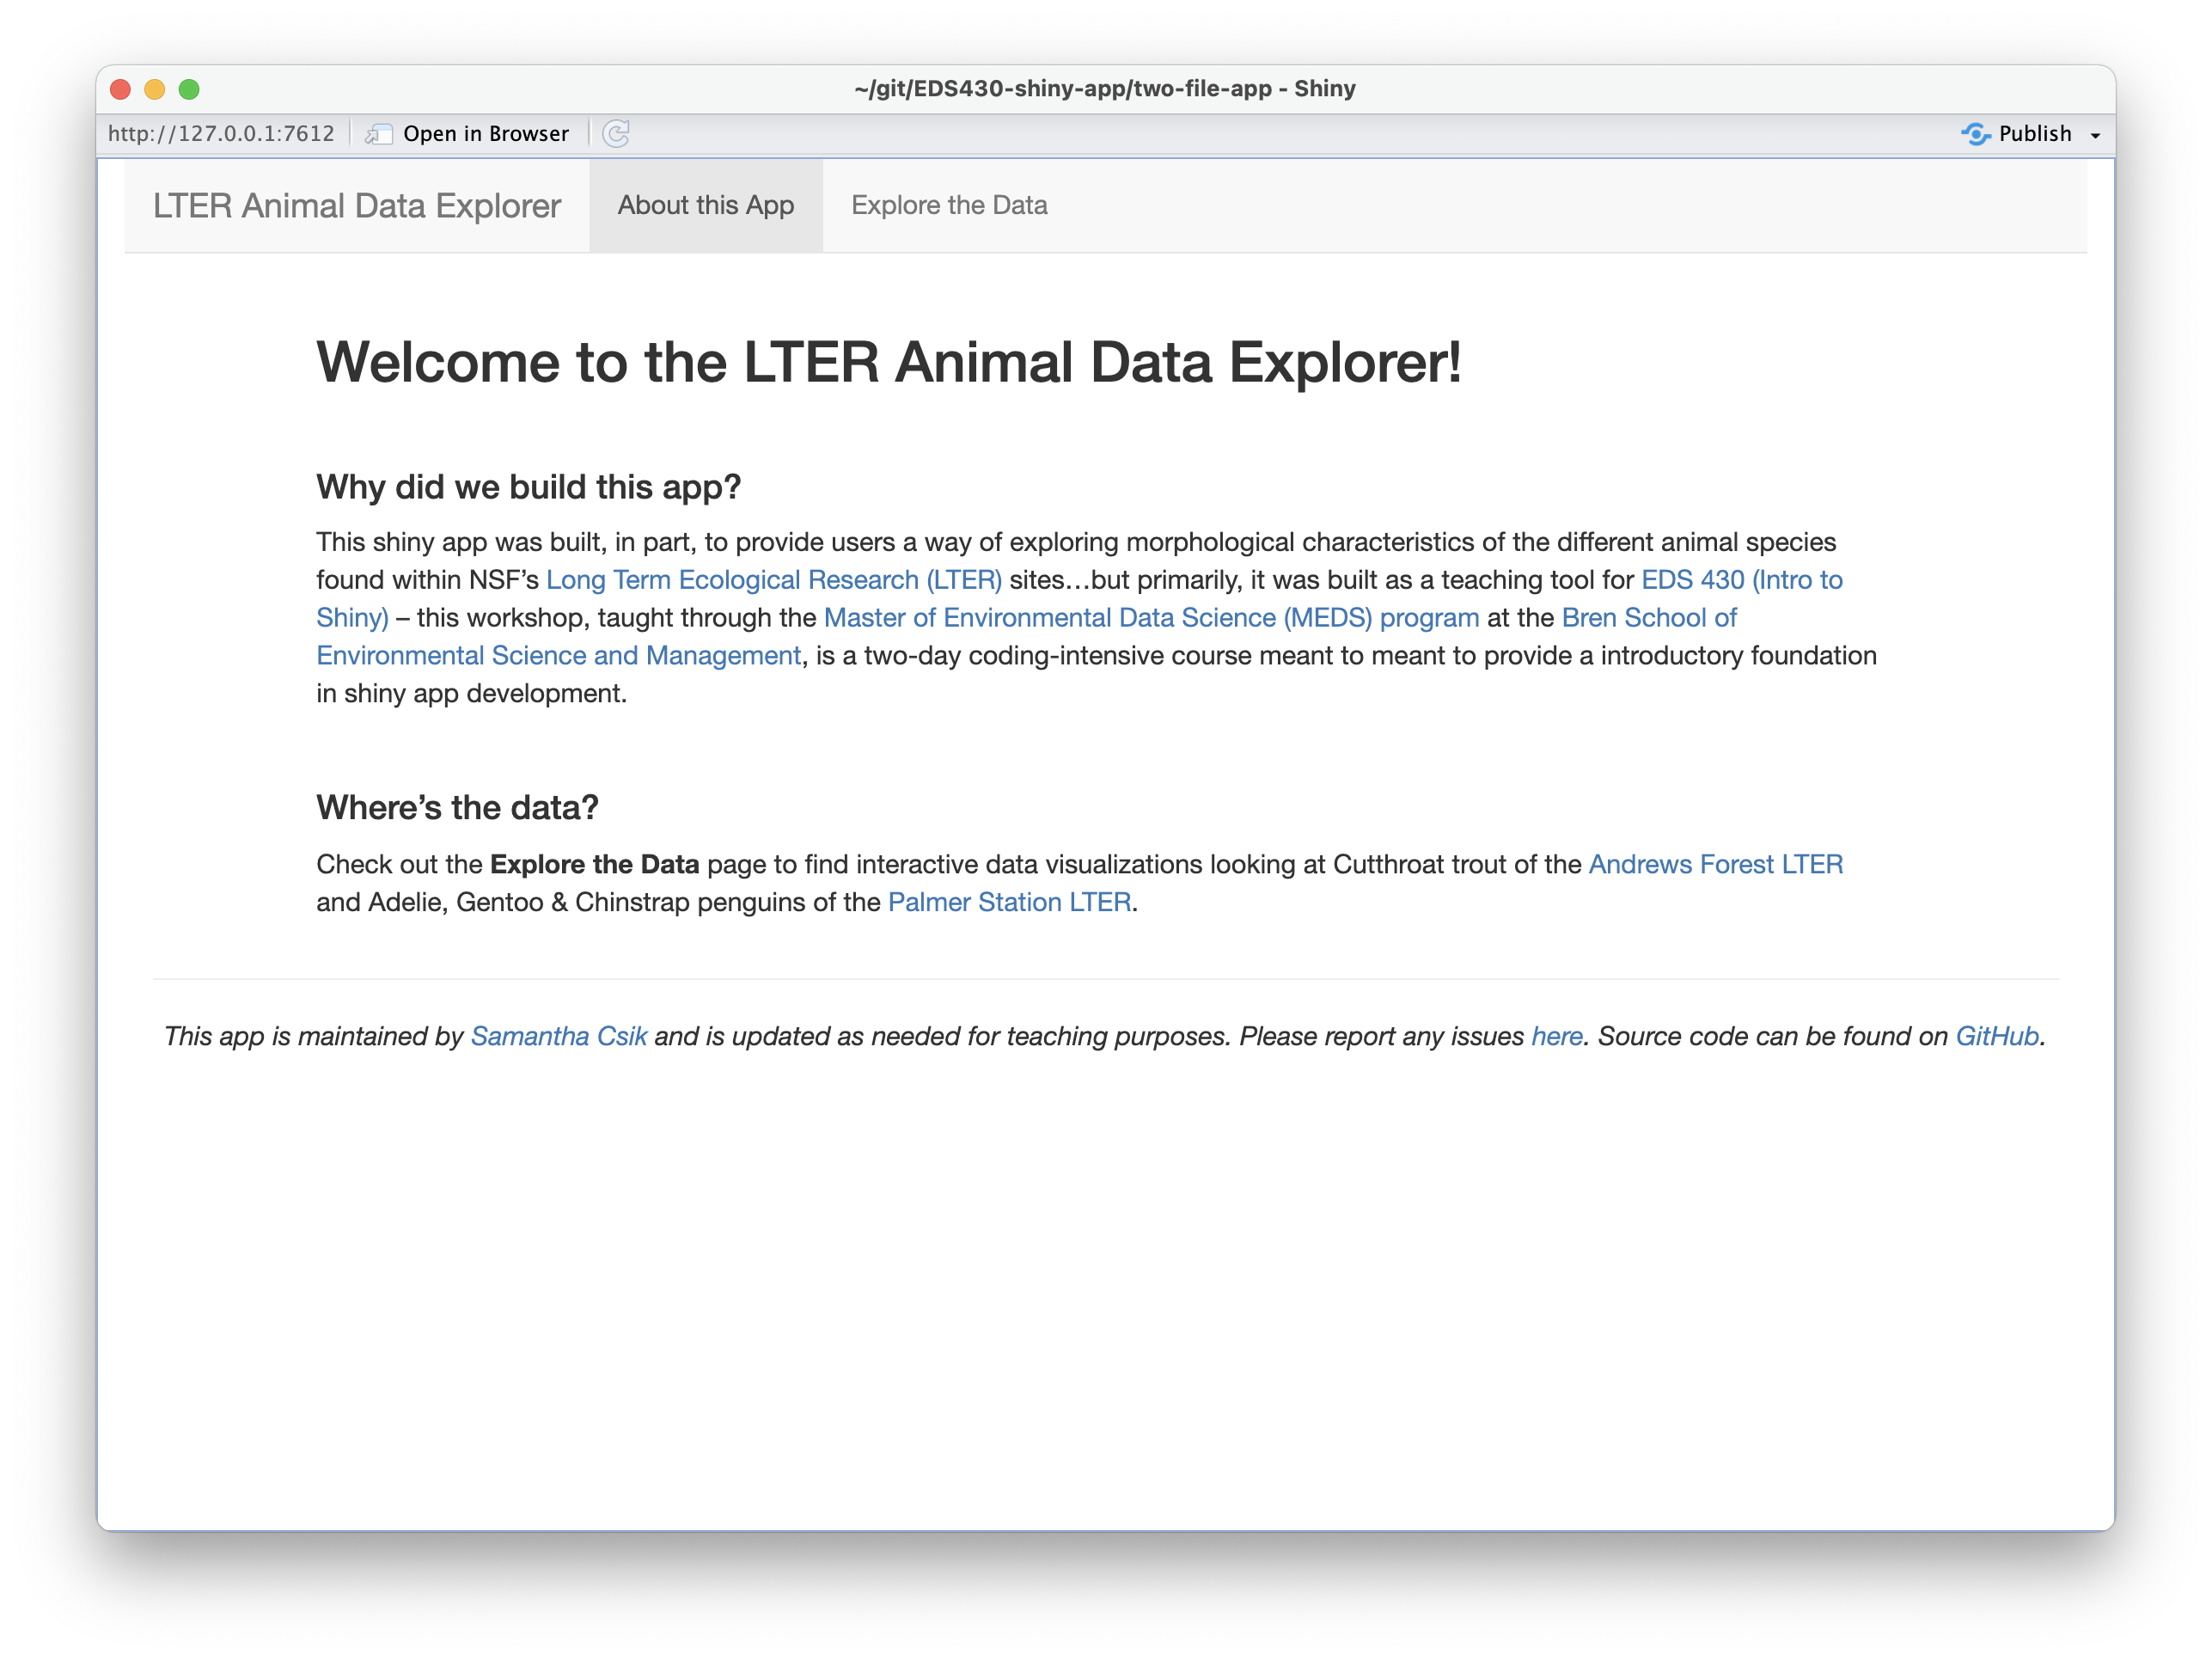 ~/git/EDS430-shiny-app/two-file-app - Shiny
http://127.0.0.1:7612 Open in Browser Publish
LTER Animal Data Explorer About this App Explore the Data
Welcome to the LTER Animal Data Explorer!
Why did we build this app?
This shiny app was built, in part, to provide users a way of exploring morphological characteristics of the different animal species
found within NSF’s Long Term Ecological Research (LTER) sites…but primarily, it was built as a teaching tool for EDS 430 (Intro to
Shiny) – this workshop, taught through the Master of Environmental Data Science (MEDS) program at the Bren School of
Environmental Science and Management, is a two-day coding-intensive course meant to meant to provide a introductory foundation
in shiny app development.
Where’s the data?
Check out the Explore the Data page to find interactive data visualizations looking at Cutthroat trout of the Andrews Forest LTER
and Adelie, Gentoo & Chinstrap penguins of the Palmer Station LTER.
This app is maintained by Samantha Csik and is updated as needed for teaching purposes. Please report any issues here. Source code can be found on GitHub.